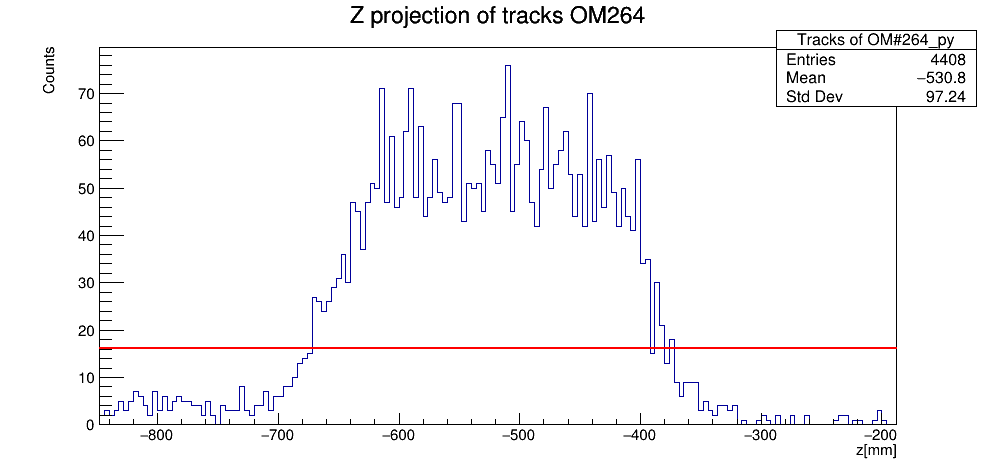 Z projection of tracks OM264
Tracks of OM#264_py
Entries 4408
Mean −530.8
Std Dev 97.24
Counts
70
60
50
40
30
20
10
0
−800 −700 −600 −500 −400 −300 −200
z[mm]